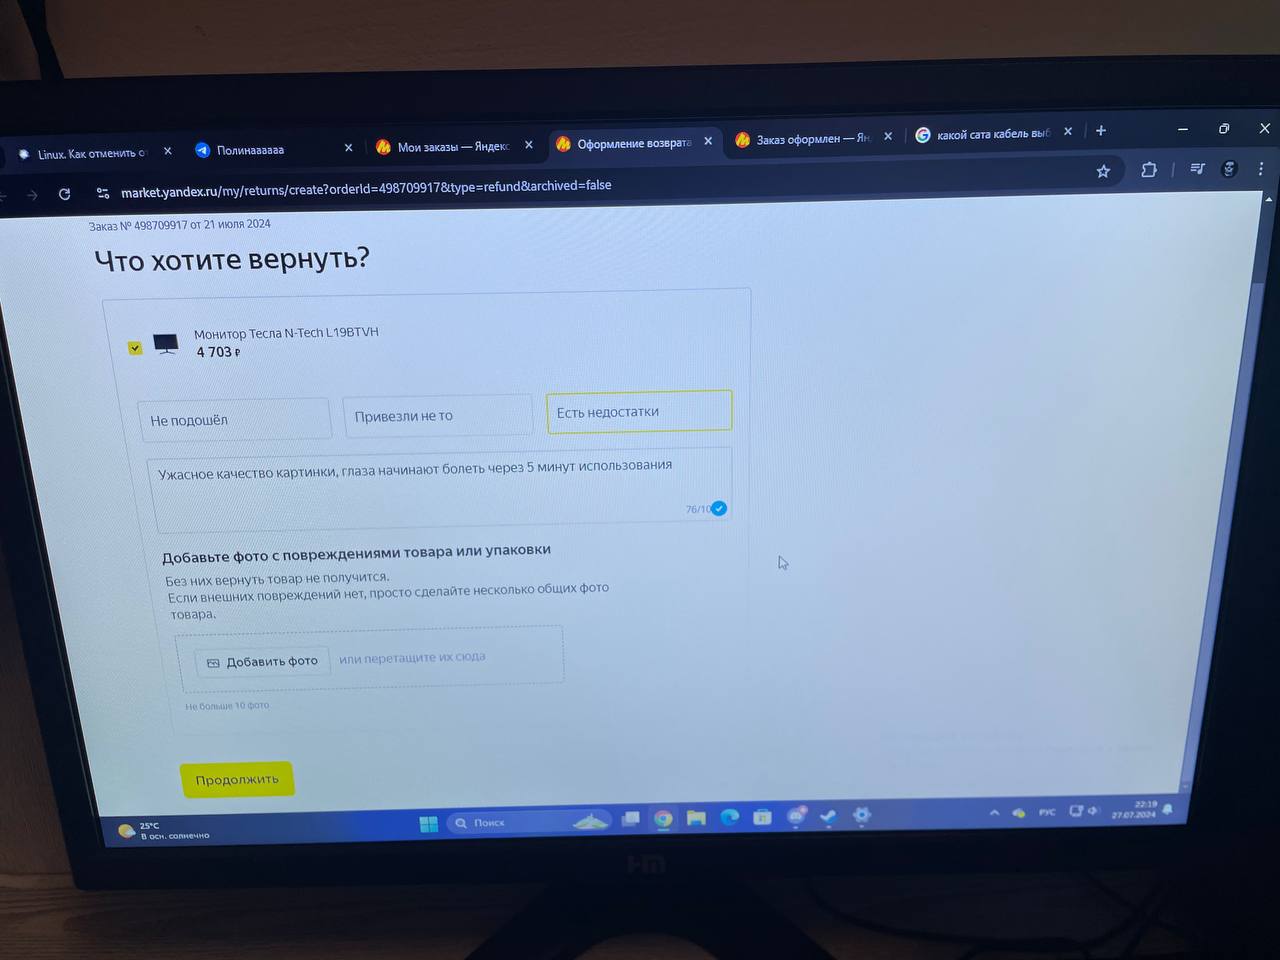 Linux. Как отменить о
Полинаааааа
Мои заказы — Яндекс
Оформление возврата
Заказ оформлен — Ян
какой сата кабель выб
market.yandex.ru/my/returns/create?orderId=498709917&type=refund&archived=false
Заказ № 498709917 от 21 июля 2024
Что хотите вернуть?
Монитор Тесла N-Tech L19BTVH
4 703 ₽
Не подошёл
Привезли не то
Есть недостатки
Ужасное качество картинки, глаза начинают болеть через 5 минут использования
76/10
Добавьте фото с повреждениями товара или упаковки
Без них вернуть товар не получится.
Если внешних повреждений нет, просто сделайте несколько общих фото
товара.
Добавить фото
или перетащите их сюда
Не больше 10 фото
Продолжить
25°C
В осн. солнечно
Поиск
РУС
22:19
27.07.2024